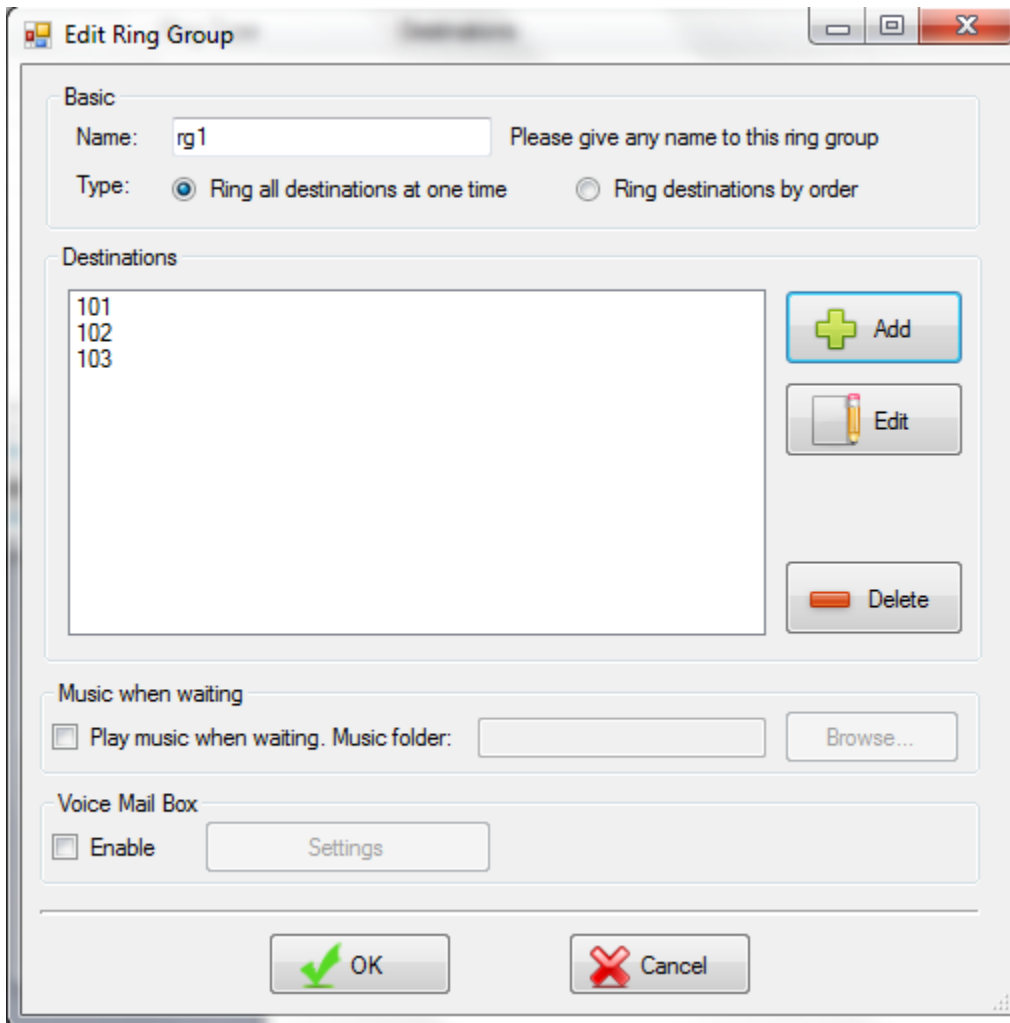 Edit Ring Group
Destinations
Basic
Name: rg1 Please give any name to this ring group
Type: Ring all destinations at one time Ring destinations by order
Destinations
101
102
103
Add
Edit
Delete
Music when waiting
Play music when waiting. Music folder: Browse...
Voice Mail Box
Enable Settings
OK Cancel